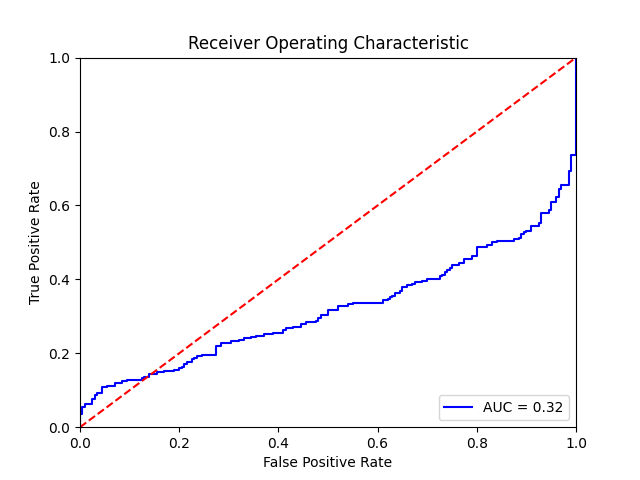 Receiver Operating Characteristic
True Positive Rate
1.0
0.8
0.6
0.4
0.2
0.0
AUC = 0.32
0.0 0.2 0.4 0.6 0.8 1.0
False Positive Rate